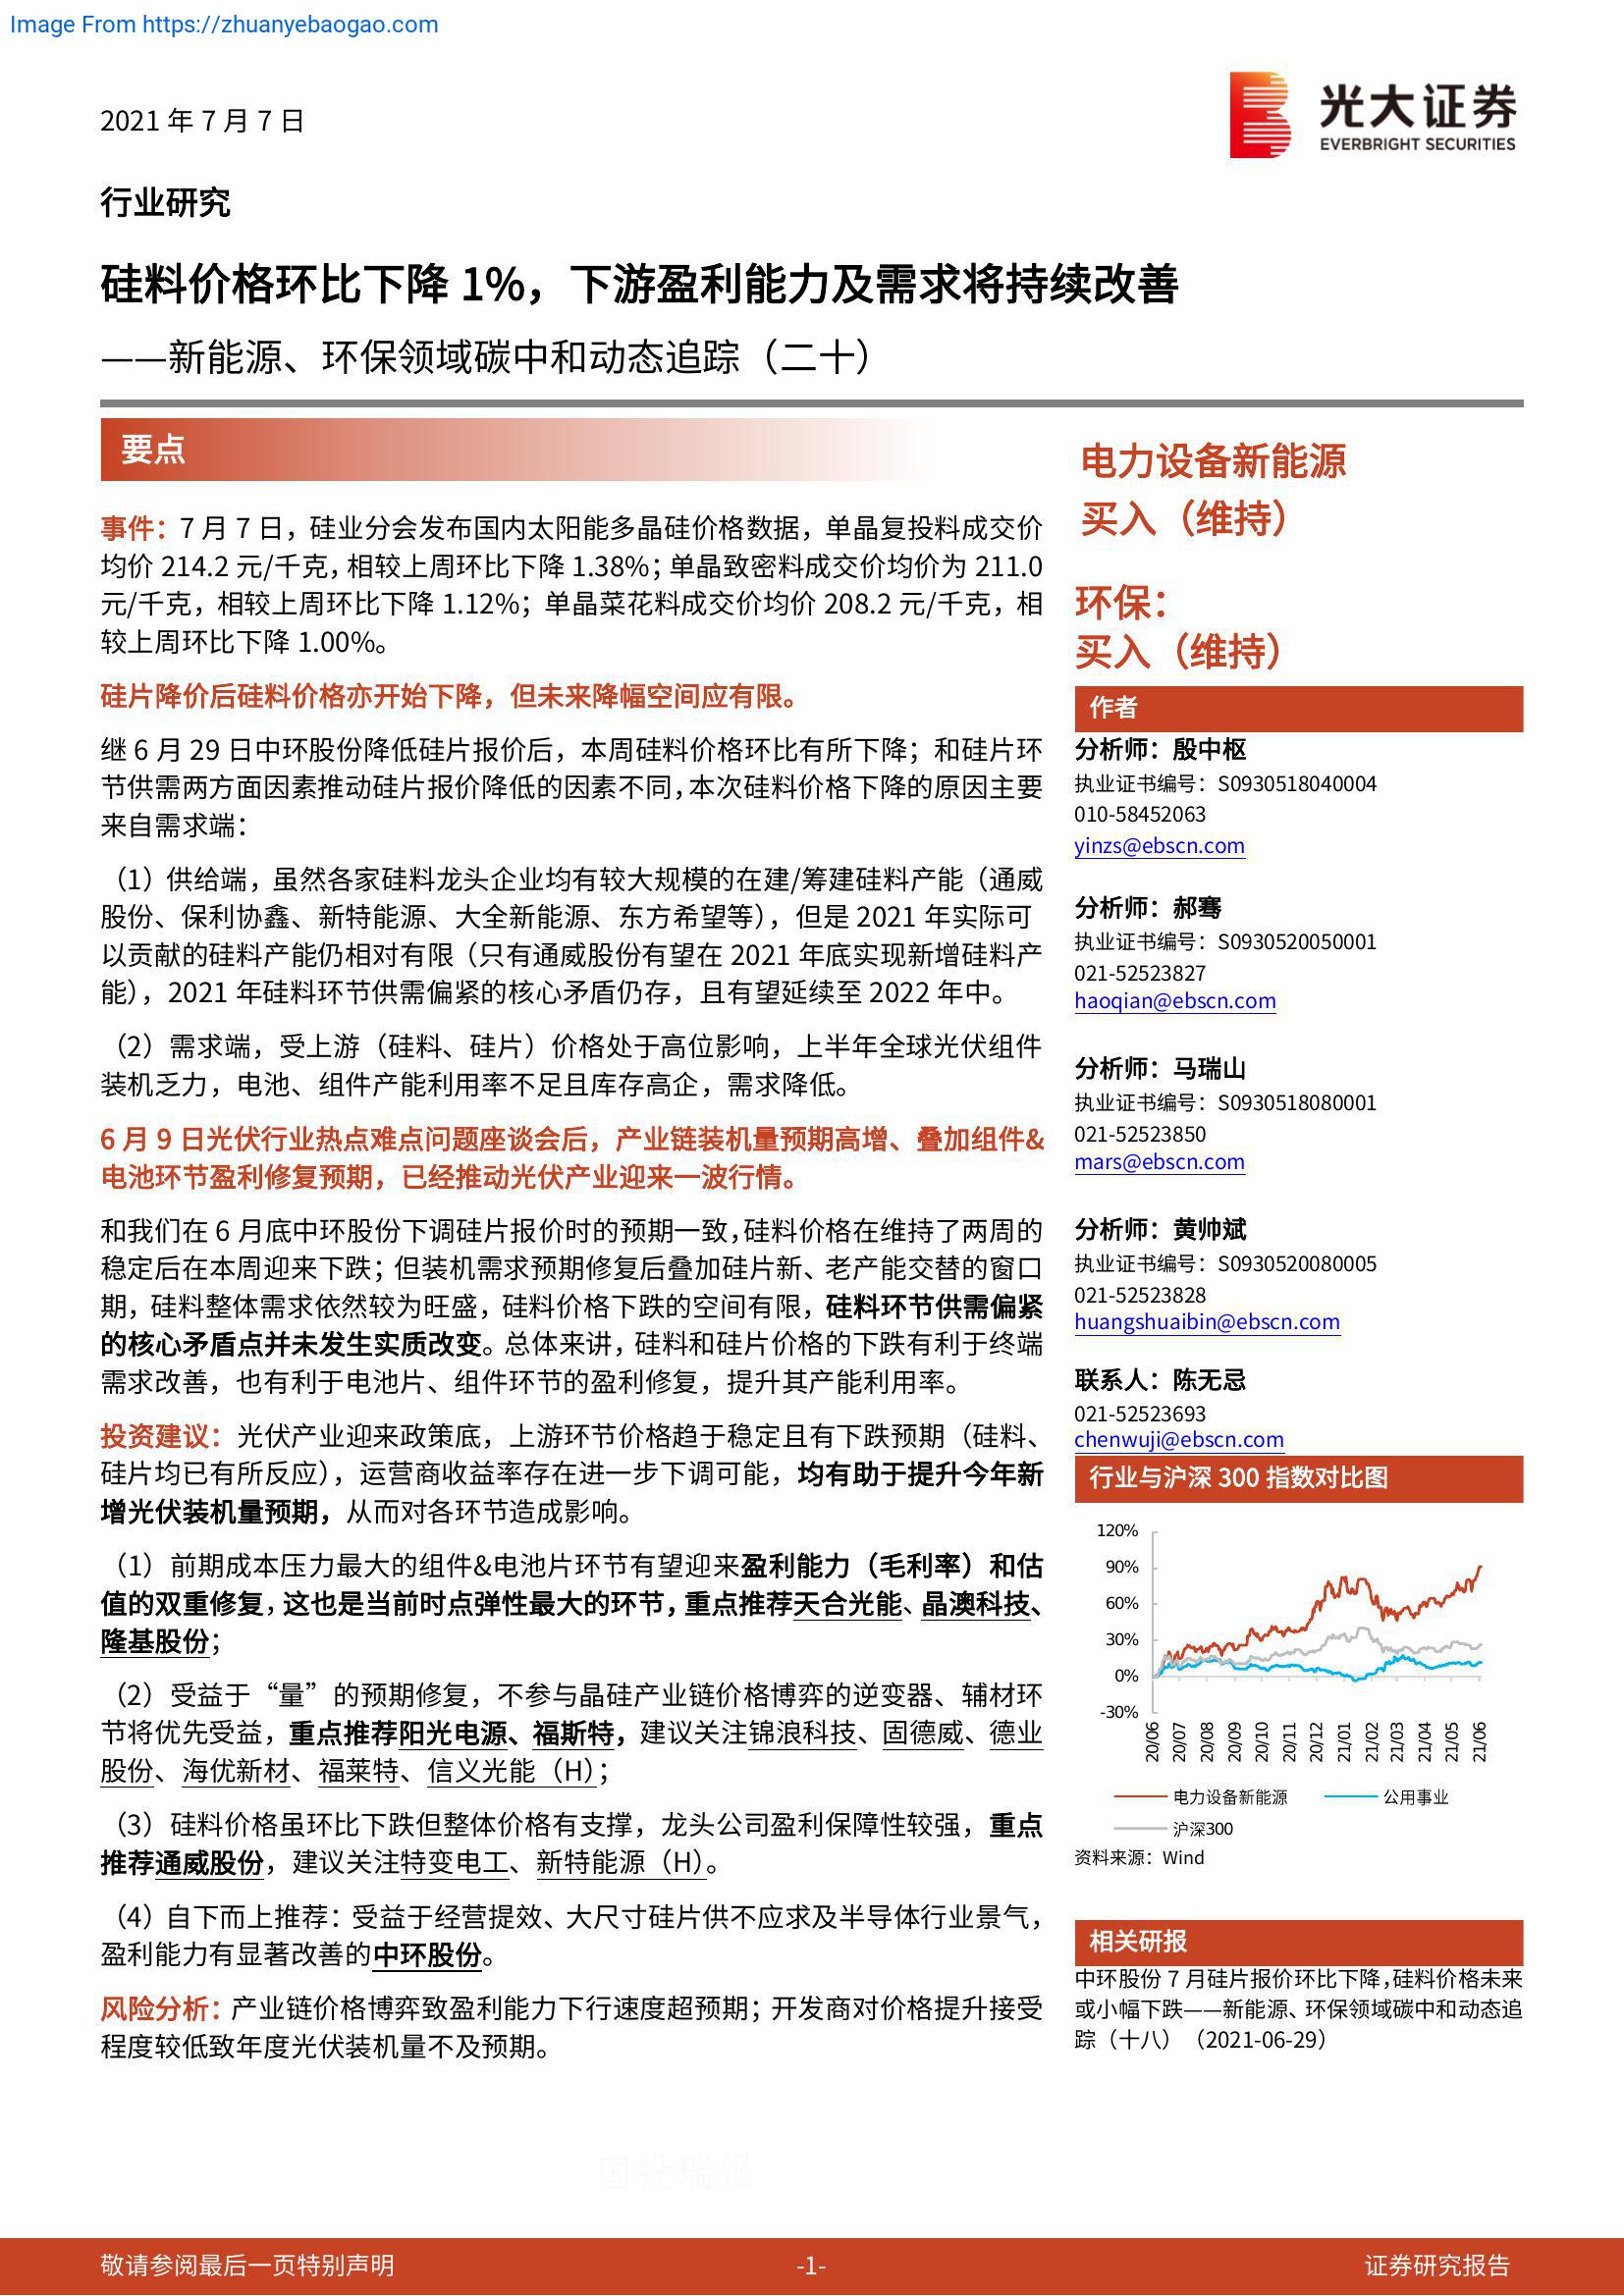 Image From https://zhuanyebaogao.com
2021 年 7 月 7 日
光大证券
EVERBRIGHT SECURITIES
行业研究
硅料价格环比下降 1%，下游盈利能力及需求将持续改善
——新能源、环保领域碳中和动态追踪（二十）
要点
事件：7 月 7 日，硅业分会发布国内太阳能多晶硅价格数据，单晶复投料成交价
均价 214.2 元/千克，相较上周环比下降 1.38%；单晶致密料成交价均价为 211.0
元/千克，相较上周环比下降 1.12%；单晶菜花料成交价均价 208.2 元/千克，相
较上周环比下降 1.00%。
硅片降价后硅料价格亦开始下降，但未来降幅空间应有限。
继 6 月 29 日中环股份降低硅片报价后，本周硅料价格环比有所下降；和硅片环
节供需两方面因素推动硅片报价降低的因素不同，本次硅料价格下降的原因主要
来自需求端：
（1）供给端，虽然各家硅料龙头企业均有较大规模的在建/筹建硅料产能（通威
股份、保利协鑫、新特能源、大全新能源、东方希望等），但是 2021 年实际可
以贡献的硅料产能仍相对有限（只有通威股份有望在 2021 年底实现新增硅料产
能），2021 年硅料环节供需偏紧的核心矛盾仍存，且有望延续至 2022 年中。
（2）需求端，受上游（硅料、硅片）价格处于高位影响，上半年全球光伏组件
装机乏力，电池、组件产能利用率不足且库存高企，需求降低。
6 月 9 日光伏行业热点难点问题座谈会后，产业链装机量预期高增、叠加组件&
电池环节盈利修复预期，已经推动光伏产业迎来一波行情。
和我们在 6 月底中环股份下调硅片报价时的预期一致，硅料价格在维持了两周的
稳定后在本周迎来下跌；但装机需求预期修复后叠加硅片新、老产能交替的窗口
期，硅料整体需求依然较为旺盛，硅料价格下跌的空间有限，硅料环节供需偏紧
的核心矛盾点并未发生实质改变。总体来讲，硅料和硅片价格的下跌有利于终端
需求改善，也有利于电池片、组件环节的盈利修复，提升其产能利用率。
投资建议：光伏产业迎来政策底，上游环节价格趋于稳定且有下跌预期（硅料、
硅片均已有所反应），运营商收益率存在进一步下调可能，均有助于提升今年新
增光伏装机量预期，从而对各环节造成影响。
（1）前期成本压力最大的组件&电池片环节有望迎来盈利能力（毛利率）和估
值的双重修复，这也是当前时点弹性最大的环节，重点推荐天合光能、晶澳科技、
隆基股份；
（2）受益于“量”的预期修复，不参与晶硅产业链价格博弈的逆变器、辅材环
节将优先受益，重点推荐阳光电源、福斯特，建议关注锦浪科技、固德威、德业
股份、海优新材、福莱特、信义光能（H）；
（3）硅料价格虽环比下跌但整体价格有支撑，龙头公司盈利保障性较强，重点
推荐通威股份，建议关注特变电工、新特能源（H）。
（4）自下而上推荐：受益于经营提效、大尺寸硅片供不应求及半导体行业景气，
盈利能力有显著改善的中环股份。
风险分析：产业链价格博弈致盈利能力下行速度超预期；开发商对价格提升接受
程度较低致年度光伏装机量不及预期。
电力设备新能源
买入（维持）
环保：
买入（维持）
作者
分析师：殷中枢
执业证书编号：S0930518040004
010-58452063
yinzs@ebscn.com
分析师：郝骞
执业证书编号：S0930520050001
021-52523827
haoqian@ebscn.com
分析师：马瑞山
执业证书编号：S0930518080001
021-52523850
mars@ebscn.com
分析师：黄帅斌
执业证书编号：S0930520080005
021-52523828
huangshuaibin@ebscn.com
联系人：陈无忌
021-52523693
chenwuji@ebscn.com
行业与沪深 300 指数对比图
120%
90%
60%
30%
0%
-30%
20/06 20/07 20/08 20/09 20/10 20/11 20/12 21/01 21/02 21/03 21/04 21/05 21/06
电力设备新能源 公用事业
沪深300
资料来源：Wind
相关研报
中环股份 7 月硅片报价环比下降，硅料价格未来
或小幅下跌——新能源、环保领域碳中和动态追
踪（十八）（2021-06-29）
国投瑞银
敬请参阅最后一页特别声明 -1- 证券研究报告